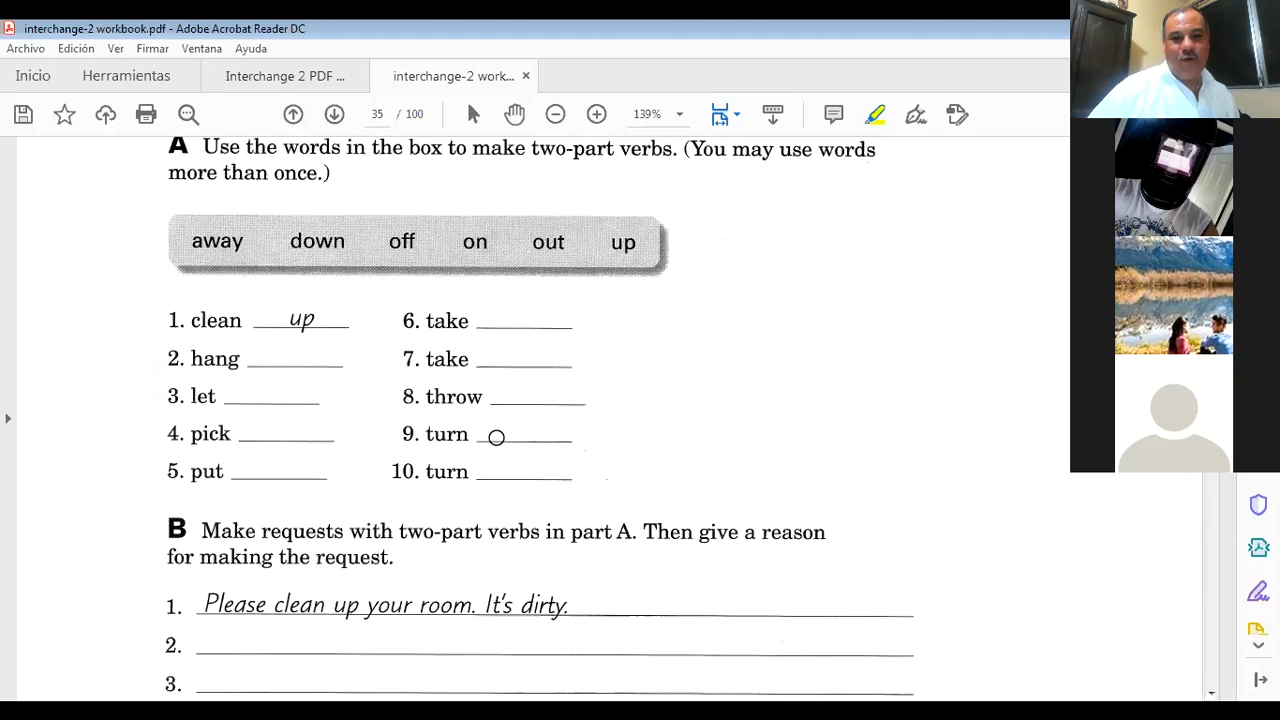 interchange-2 workbook.pdf - Adobe Acrobat Reader DC
Archivo Edición Ver Firmar Ventana Ayuda
Inicio Herramientas Interchange 2 PDF ... interchange-2 work... ×
35 / 100 139%
A Use the words in the box to make two-part verbs. (You may use words
more than once.)
away down off on out up
1. clean up 6. take
2. hang 7. take
3. let 8. throw
4. pick 9. turn
5. put 10. turn
B Make requests with two-part verbs in part A. Then give a reason
for making the request.
1. Please clean up your room. It's dirty.
2.
3.